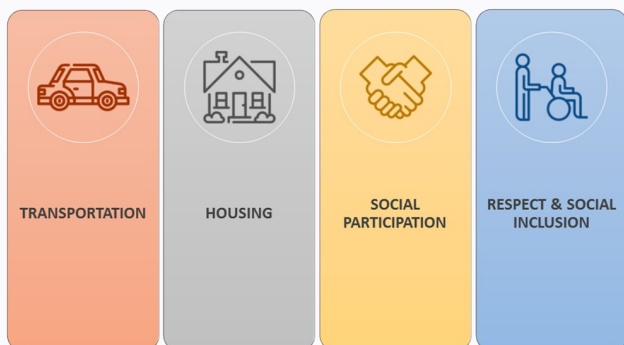 TRANSPORTATION
HOUSING
SOCIAL
PARTICIPATION
RESPECT & SOCIAL
INCLUSION